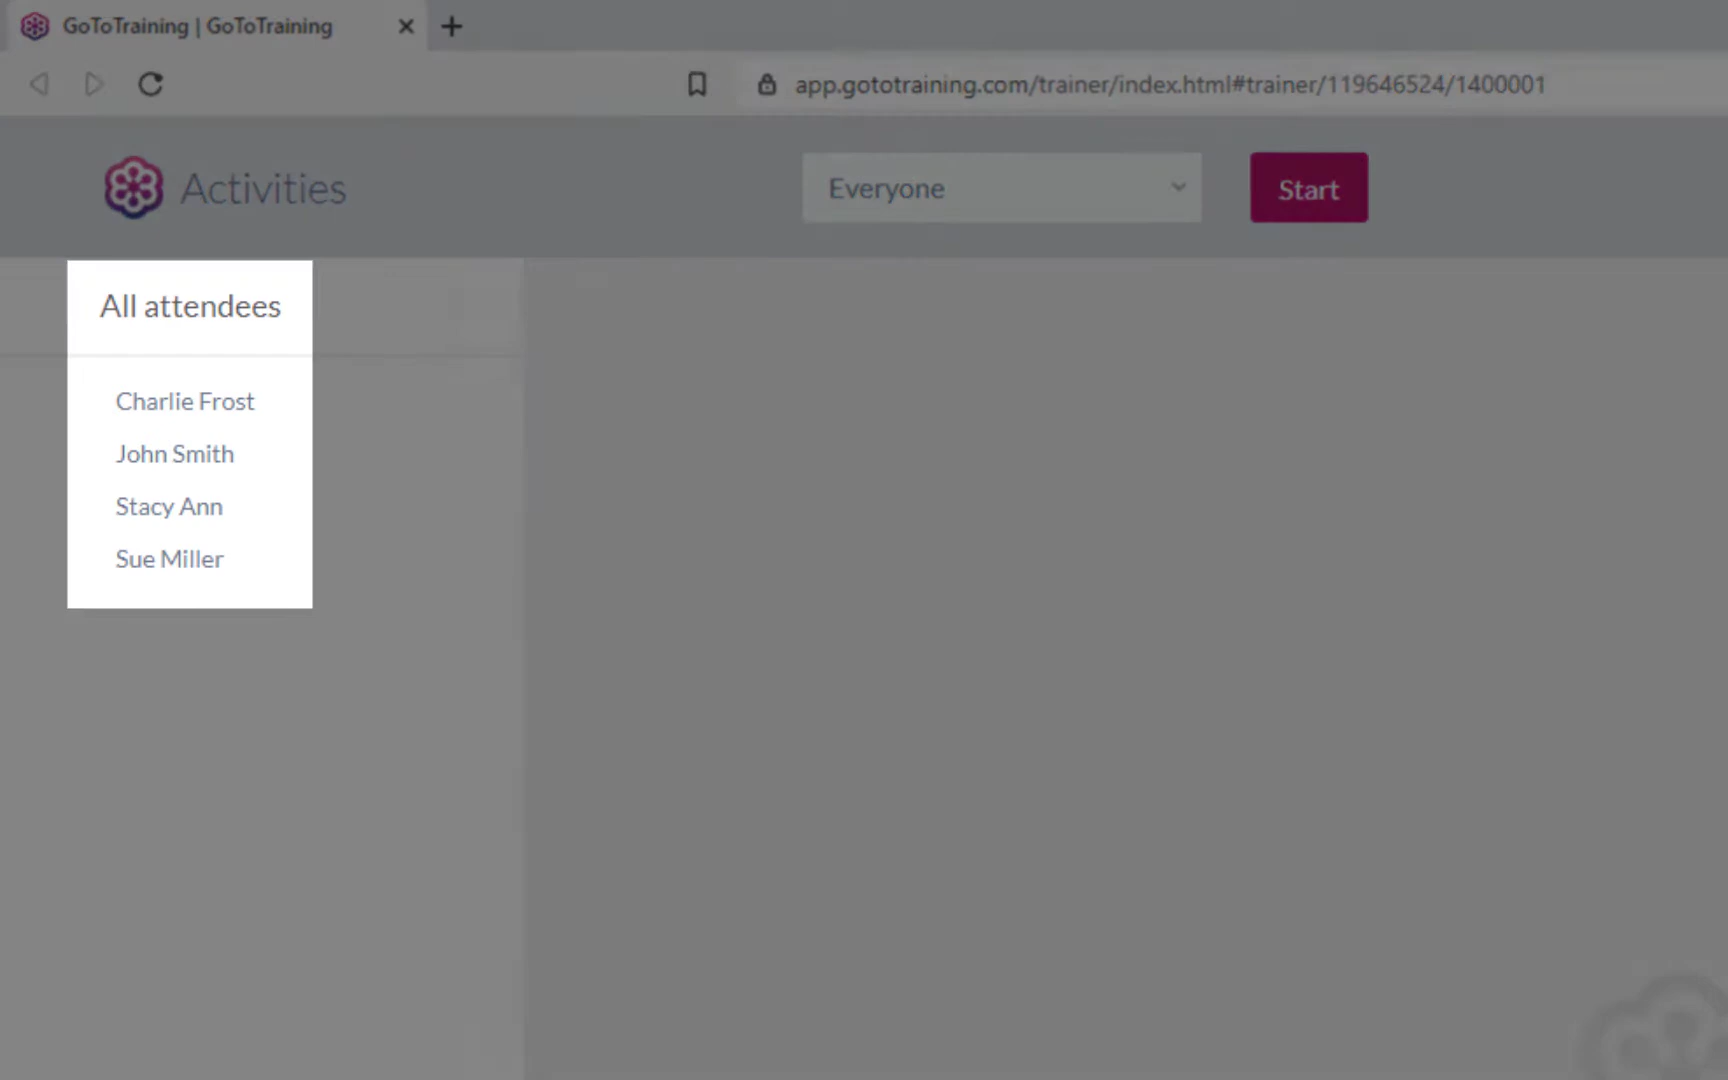 GoToTraining | GoToTraining
app.gototraining.com/trainer/index.html#trainer/119646524/1400001
Activities
Everyone
Start
All attendees
Charlie Frost
John Smith
Stacy Ann
Sue Miller